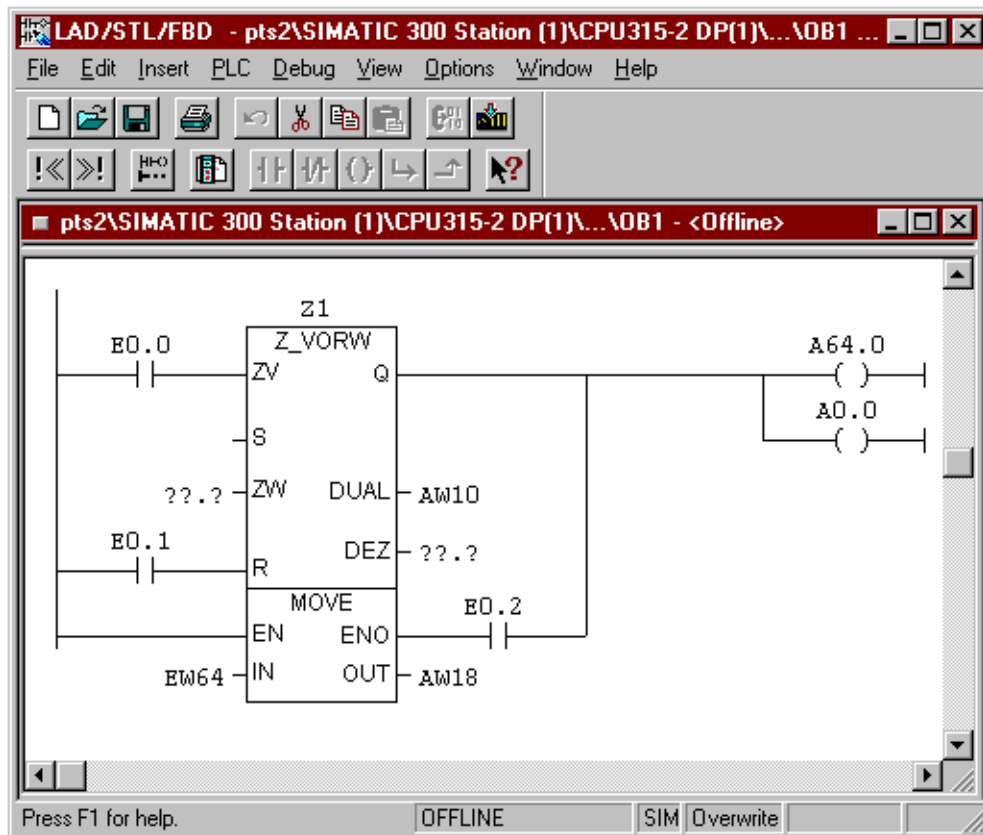 LAD/STL/FBD - pts2\SIMATIC 300 Station (1)\CPU315-2 DP(1)\...\OB1 ...
File Edit Insert PLC Debug View Options Window Help
pts2\SIMATIC 300 Station (1)\CPU315-2 DP(1)\...\OB1 - <Offline>
Z1
E0.0 Z_VORW A64.0
ZV Q
A0.0
S
??.? ZW DUAL AW10
E0.1 DEZ ??.?
R
MOVE E0.2
EN ENO
EW64 IN OUT AW18
Press F1 for help. OFFLINE SIM Overwrite